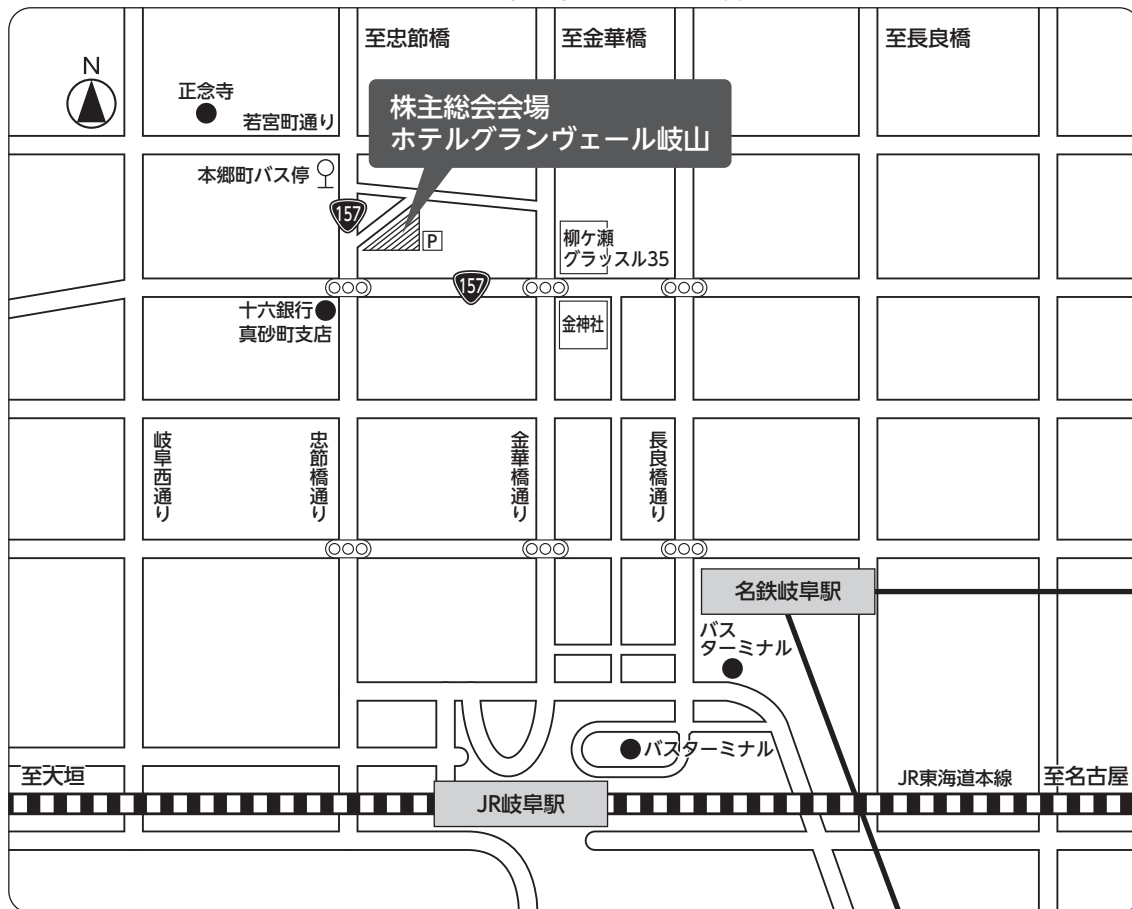 至忠節橋
至金華橋
至長良橋
N
正念寺
若宮町通り
株主総会会場
ホテルグランヴェール岐山
本郷町バス停
157
P
柳ケ瀬
グラッスル35
157
十六銀行
真砂町支店
金神社
岐阜西通り
忠節橋通り
金華橋通り
長良橋通り
名鉄岐阜駅
バス
ターミナル
バスターミナル
至大垣
JR岐阜駅
JR東海道本線
至名古屋